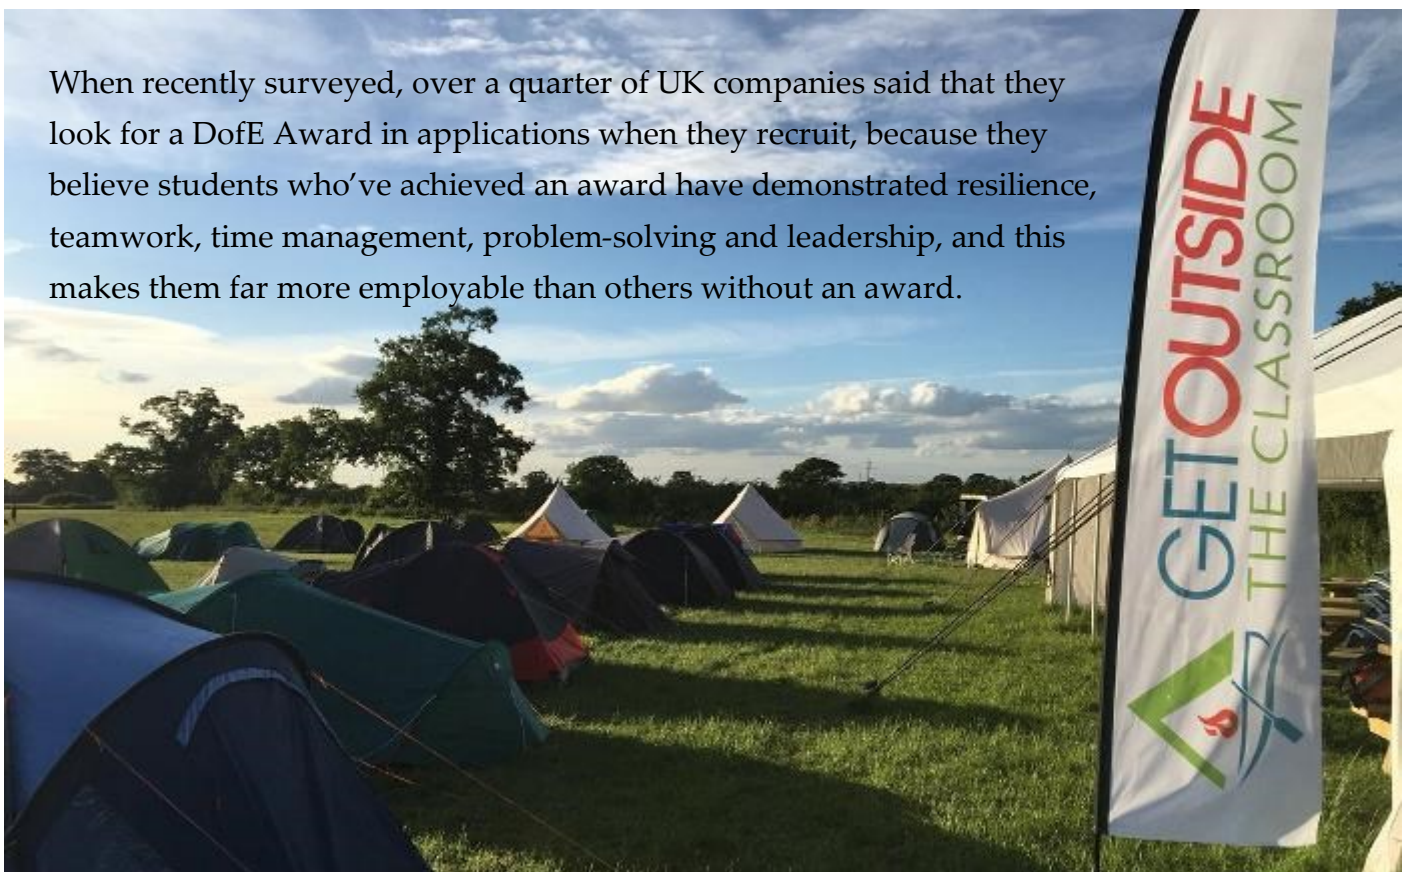 When recently surveyed, over a quarter of UK companies said that they
look for a DofE Award in applications when they recruit, because they
believe students who’ve achieved an award have demonstrated resilience,
teamwork, time management, problem-solving and leadership, and this
makes them far more employable than others without an award.
GETOUTSIDE
THE CLASSROOM